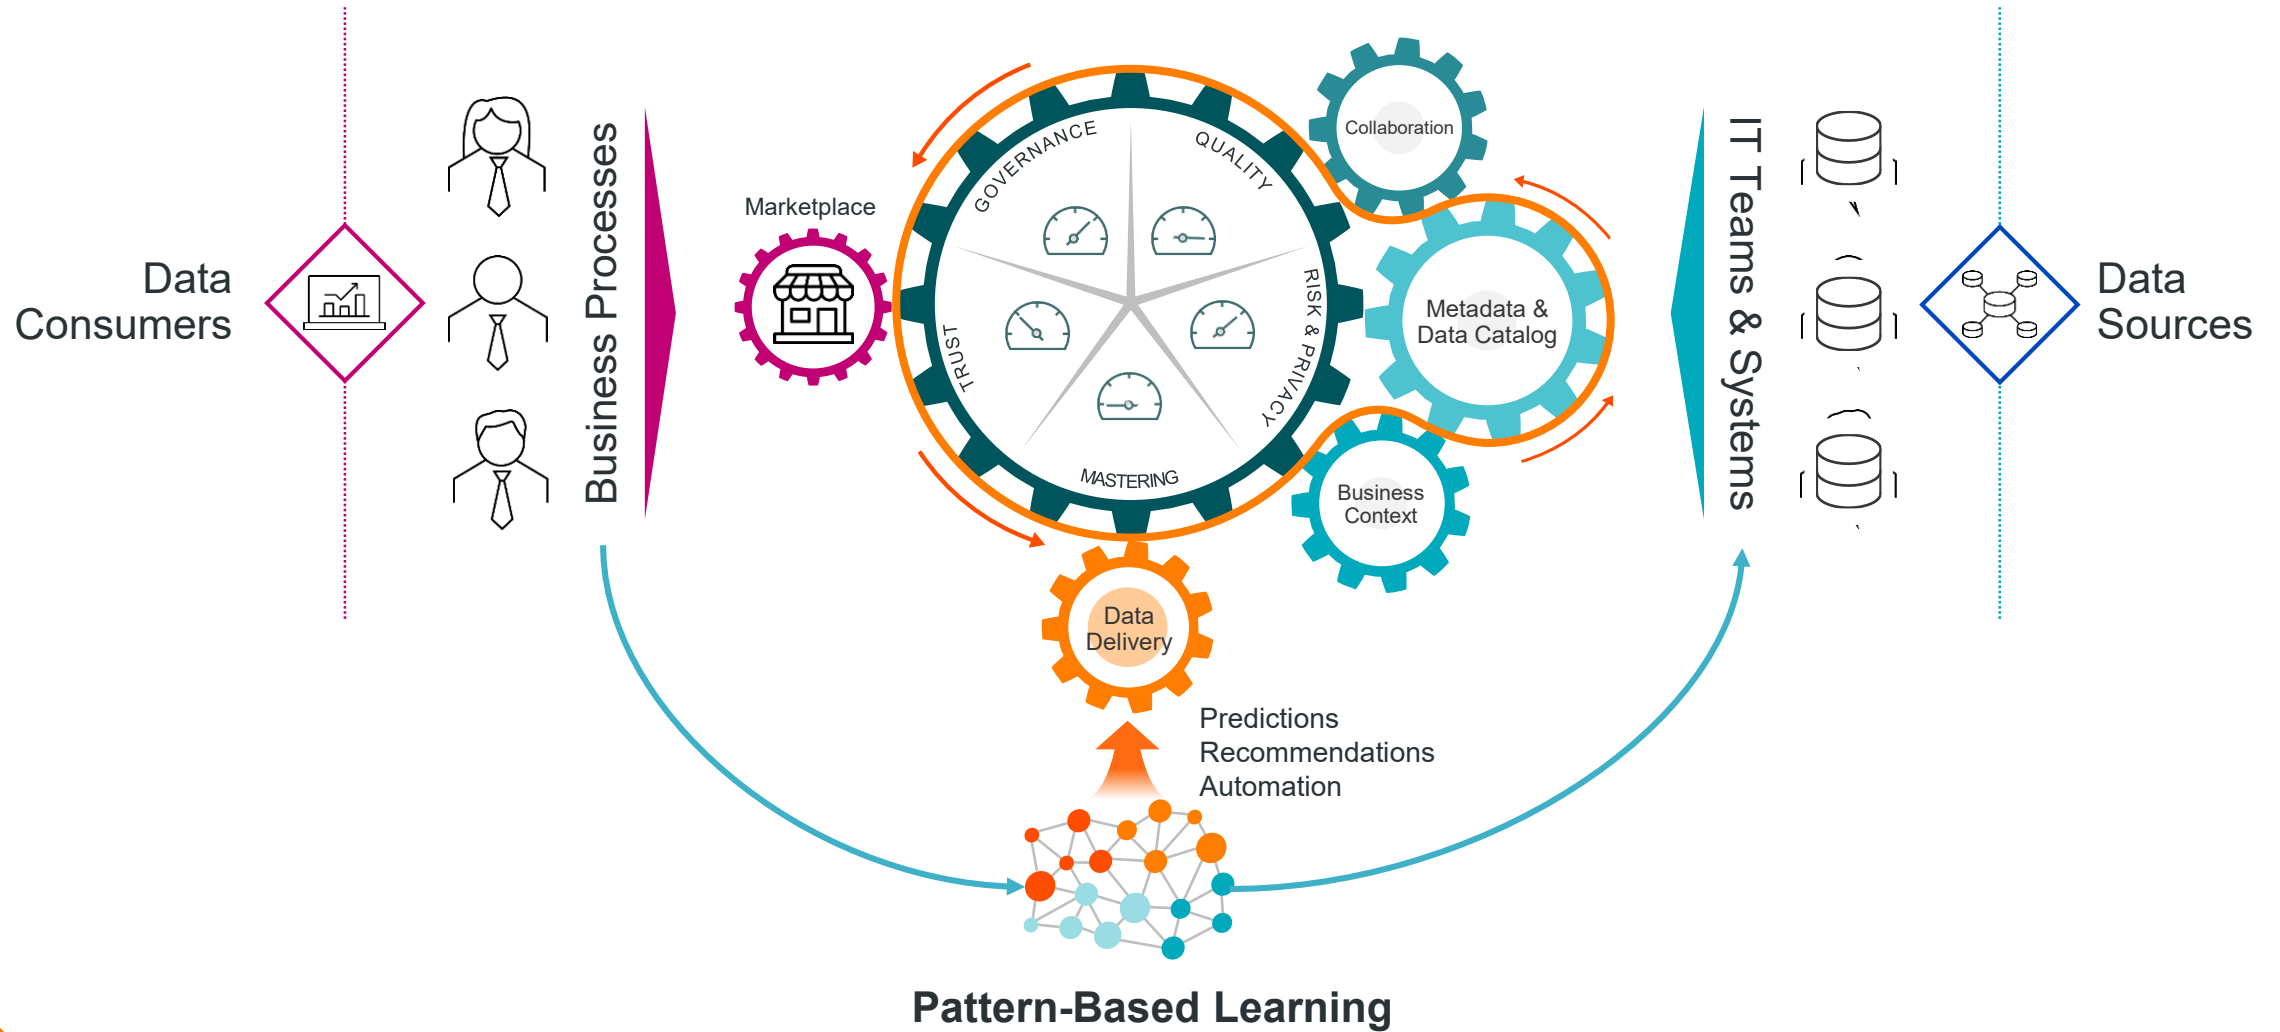 Data
Consumers
Business Processes
Marketplace
GOVERNANCE
QUALITY
TRUST
RISK & PRIVACY
MASTERING
Collaboration
Metadata &
Data Catalog
Business
Context
Data
Delivery
IT Teams & Systems
Data
Sources
Predictions
Recommendations
Automation
Pattern-Based Learning